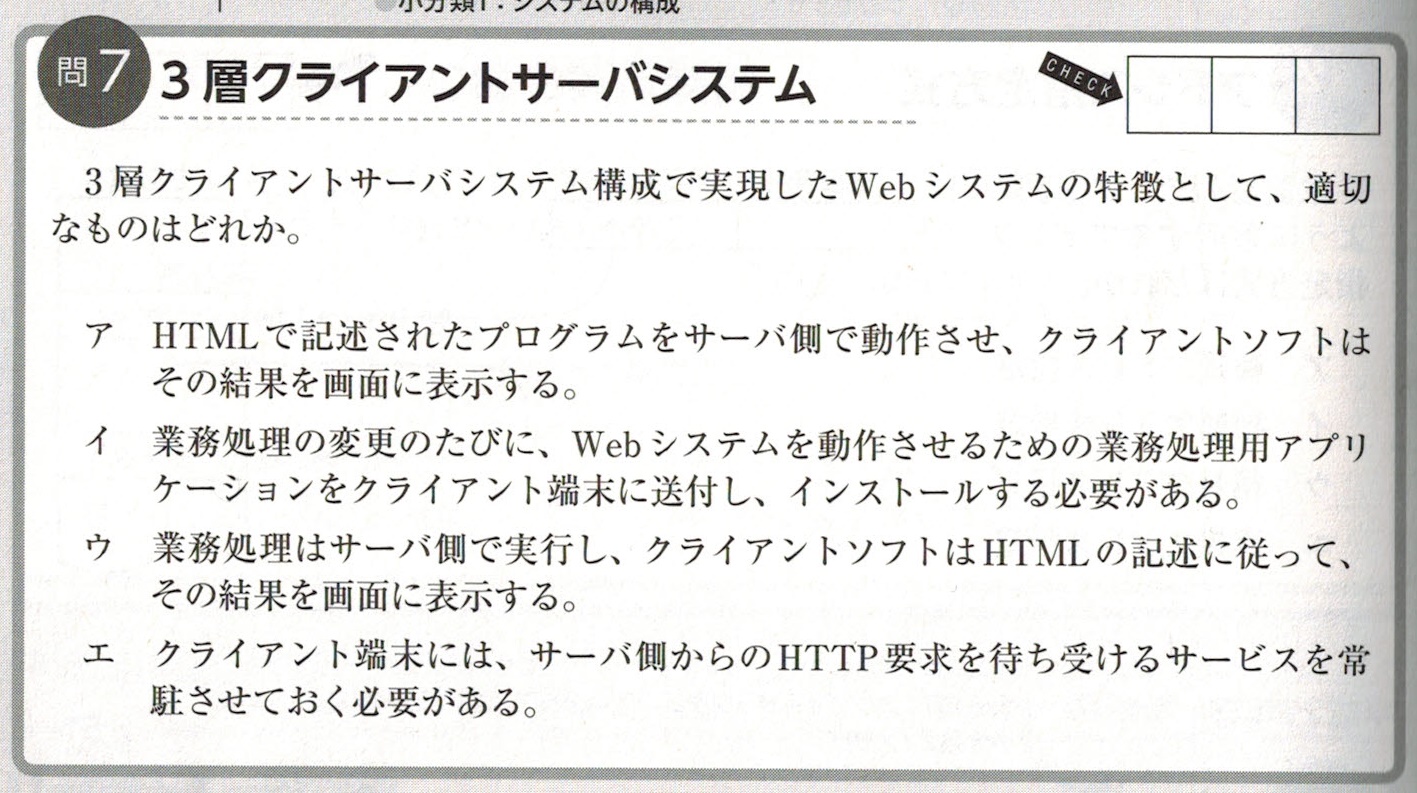 小分類1：システムの構成
問7
3層クライアントサーバシステム
CHECK
3層クライアントサーバシステム構成で実現したWebシステムの特徴として、適切
なものはどれか。
ア HTMLで記述されたプログラムをサーバ側で動作させ、クライアントソフトは
その結果を画面に表示する。
イ 業務処理の変更のたびに、Webシステムを動作させるための業務処理用アプリ
ケーションをクライアント端末に送付し、インストールする必要がある。
ウ 業務処理はサーバ側で実行し、クライアントソフトはHTMLの記述に従って、
その結果を画面に表示する。
エ クライアント端末には、サーバ側からのHTTP要求を待ち受けるサービスを常
駐させておく必要がある。